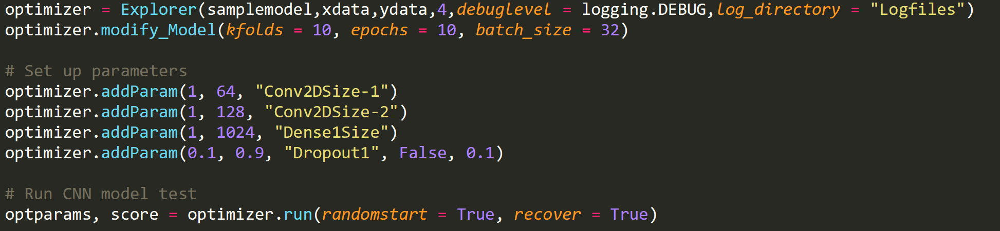 optimizer = Explorer(samplemodel,xdata,ydata,4,debuglevel = logging.DEBUG,log_directory = "Logfiles")
optimizer.modify_Model(kfolds = 10, epochs = 10, batch_size = 32)
# Set up parameters
optimizer.addParam(1, 64, "Conv2DSize-1")
optimizer.addParam(1, 128, "Conv2DSize-2")
optimizer.addParam(1, 1024, "Dense1Size")
optimizer.addParam(0.1, 0.9, "Dropout1", False, 0.1)
# Run CNN model test
optparams, score = optimizer.run(randomstart = True, recover = True)